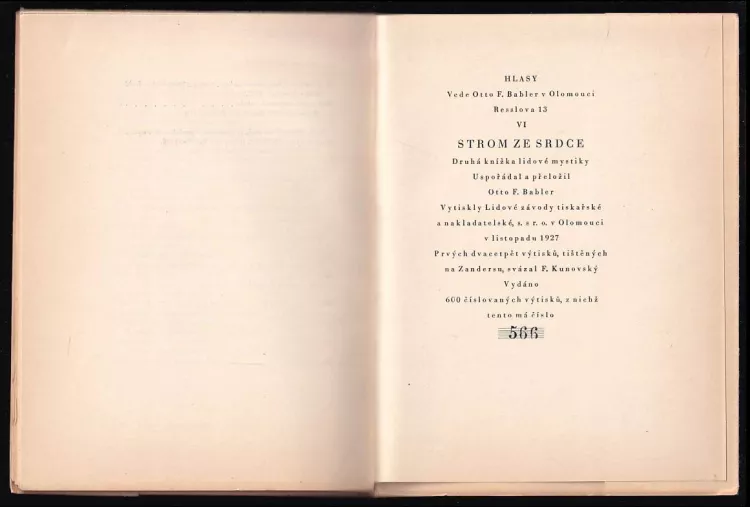 HLASY
Vede Otto F. Babler v Olomouci
Resslova 13
VI
STROM ZE SRDCE
Druhá knížka lidové mystiky
Uspořádal a přeložil
Otto F. Babler
Vytiskly Lidové závody tiskařské
a nakladatelské, s. s r. o. v Olomouci
v listopadu 1927
Prvých dvacetpět výtisků, tištěných
na Zandersu, svázal F. Kunovský
Vydáno
600 číslovaných výtisků, z nichž
tento má číslo
566